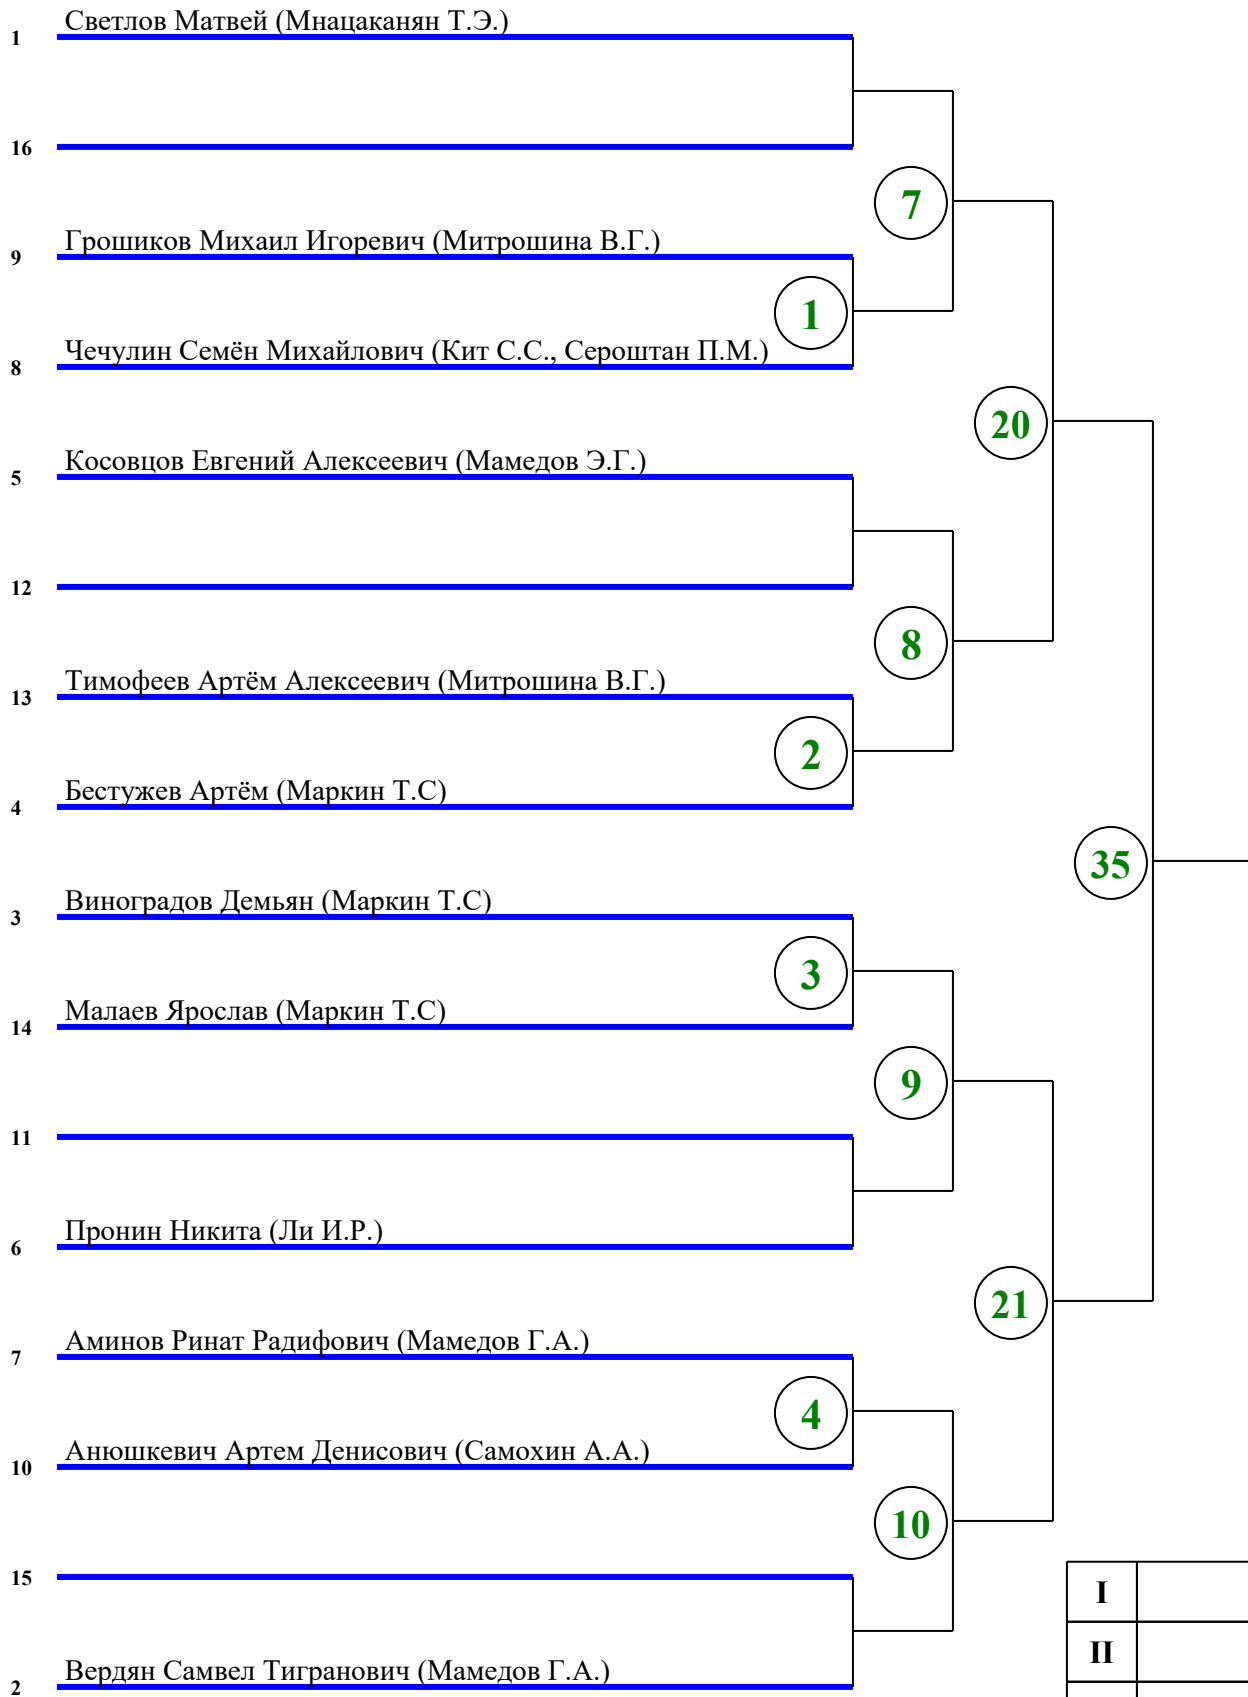 Светлов Матвей (Мнацаканян Т.Э.)
1
16
7
Грошиков Михаил Игоревич (Митрошина В.Г.)
9
1
Чечулин Семён Михайлович (Кит С.С., Сероштан П.М.)
8
20
Косовцов Евгений Алексеевич (Мамедов Э.Г.)
5
12
8
Тимофеев Артём Алексеевич (Митрошина В.Г.)
13
2
Бестужев Артём (Маркин Т.С)
4
35
Виноградов Демьян (Маркин Т.С)
3
3
Малаев Ярослав (Маркин Т.С)
14
9
11
Пронин Никита (Ли И.Р.)
6
21
Аминов Ринат Радифович (Мамедов Г.А.)
7
4
Анюшкевич Артем Денисович (Самохин А.А.)
10
10
15
I
II
Вердян Самвел Тигранович (Мамедов Г.А.)
2